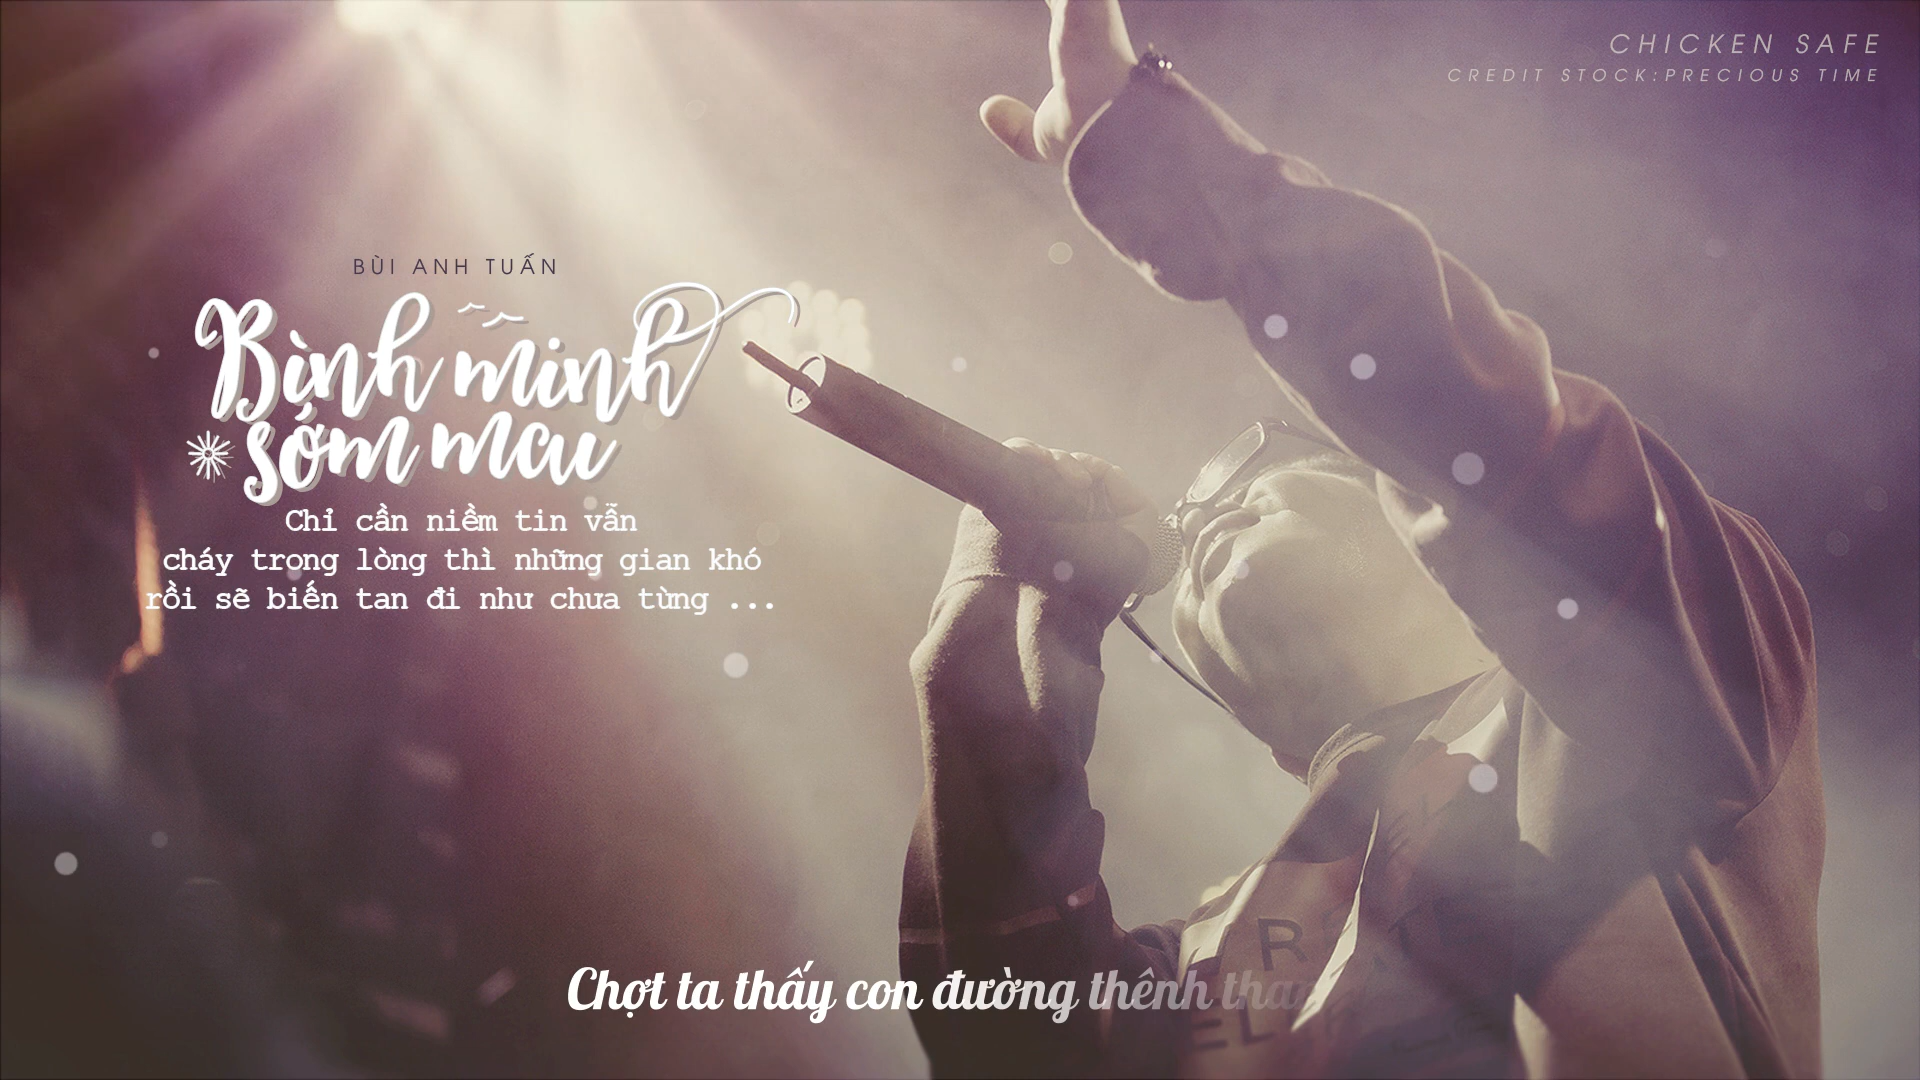 CHICKEN SAFE
CREDIT STOCK:PRECIOUS TIME
BÙI ANH TUẤN
Bình minh
sớm mau
Chỉ cần niềm tin vẫn
cháy trong lòng thì những gian khó
rồi sẽ biến tan đi như chưa từng ...
Chợt ta thấy con đường thênh